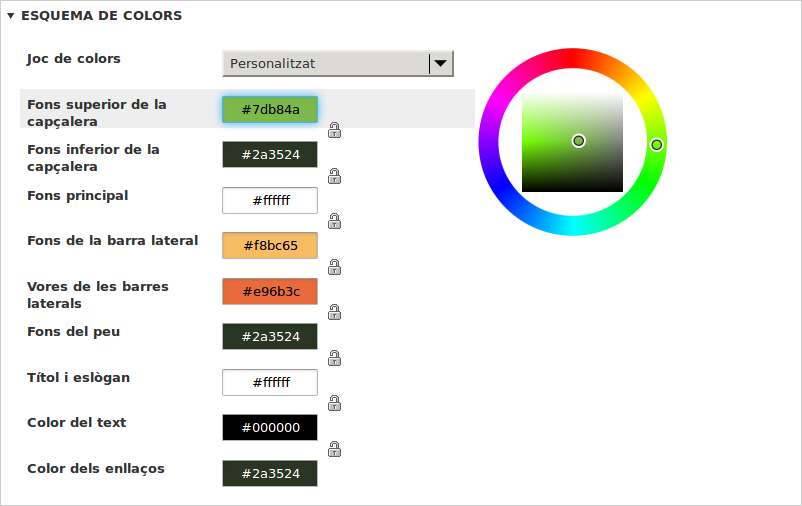 ESQUEMA DE COLORS
Joc de colors
Personalitzat
Fons superior de la
capçalera
#7db84a
Fons inferior de la
capçalera
#2a3524
Fons principal
#ffffff
Fons de la barra lateral
#f8bc65
Vores de les barres
laterals
#e96b3c
Fons del peu
#2a3524
Títol i eslògan
#ffffff
Color del text
#000000
Color dels enllaços
#2a3524